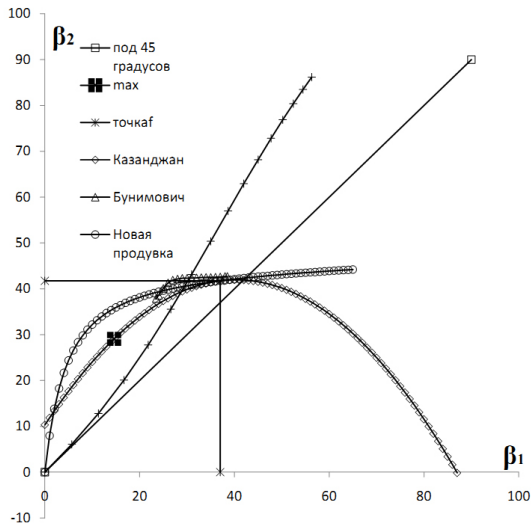 β2
90
80
70
60
50
40
30
20
10
0
-10
под 45
градусов
max
точкаf
Казанджан
Бунимович
Новая
продувка
β1
0
20
40
60
80
100